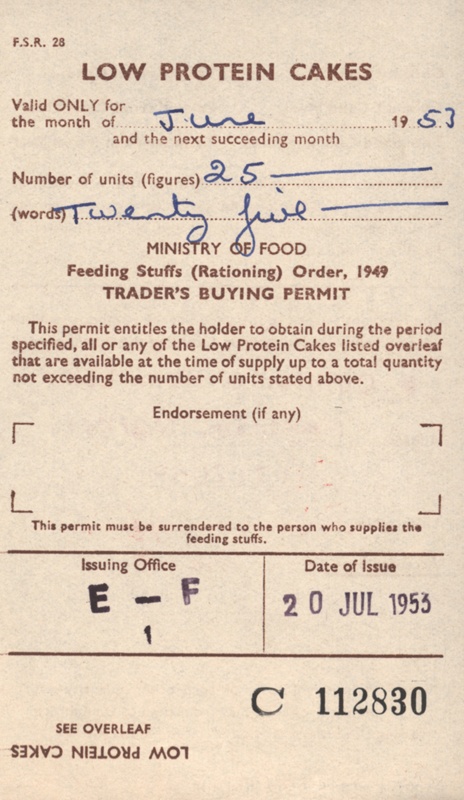 F.S.R. 28
LOW PROTEIN CAKES
Valid ONLY for
the month of June 1953
and the next succeeding month
Number of units (figures) 25
(words) Twenty five
MINISTRY OF FOOD
Feeding Stuffs (Rationing) Order, 1949
TRADER'S BUYING PERMIT
This permit entitles the holder to obtain during the period
specified, all or any of the Low Protein Cakes listed overleaf
that are available at the time of supply up to a total quantity
not exceeding the number of units stated above.
Endorsement (if any)
This permit must be surrendered to the person who supplies the
feeding stuffs.
Issuing Office
E – F
1
Date of Issue
20 JUL 1953
C 112830
SEE OVERLEAF
LOW PROTEIN CAKES